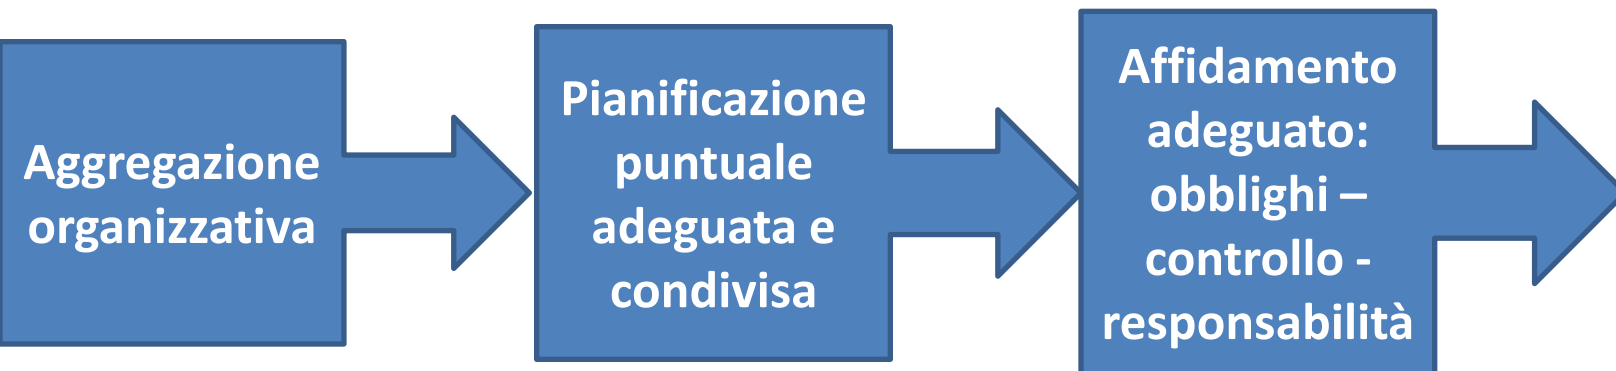 Aggregazione
organizzativa
Pianificazione
puntuale
adeguata e
condivisa
Affidamento
adeguato:
obblighi –
controllo -
responsabilità